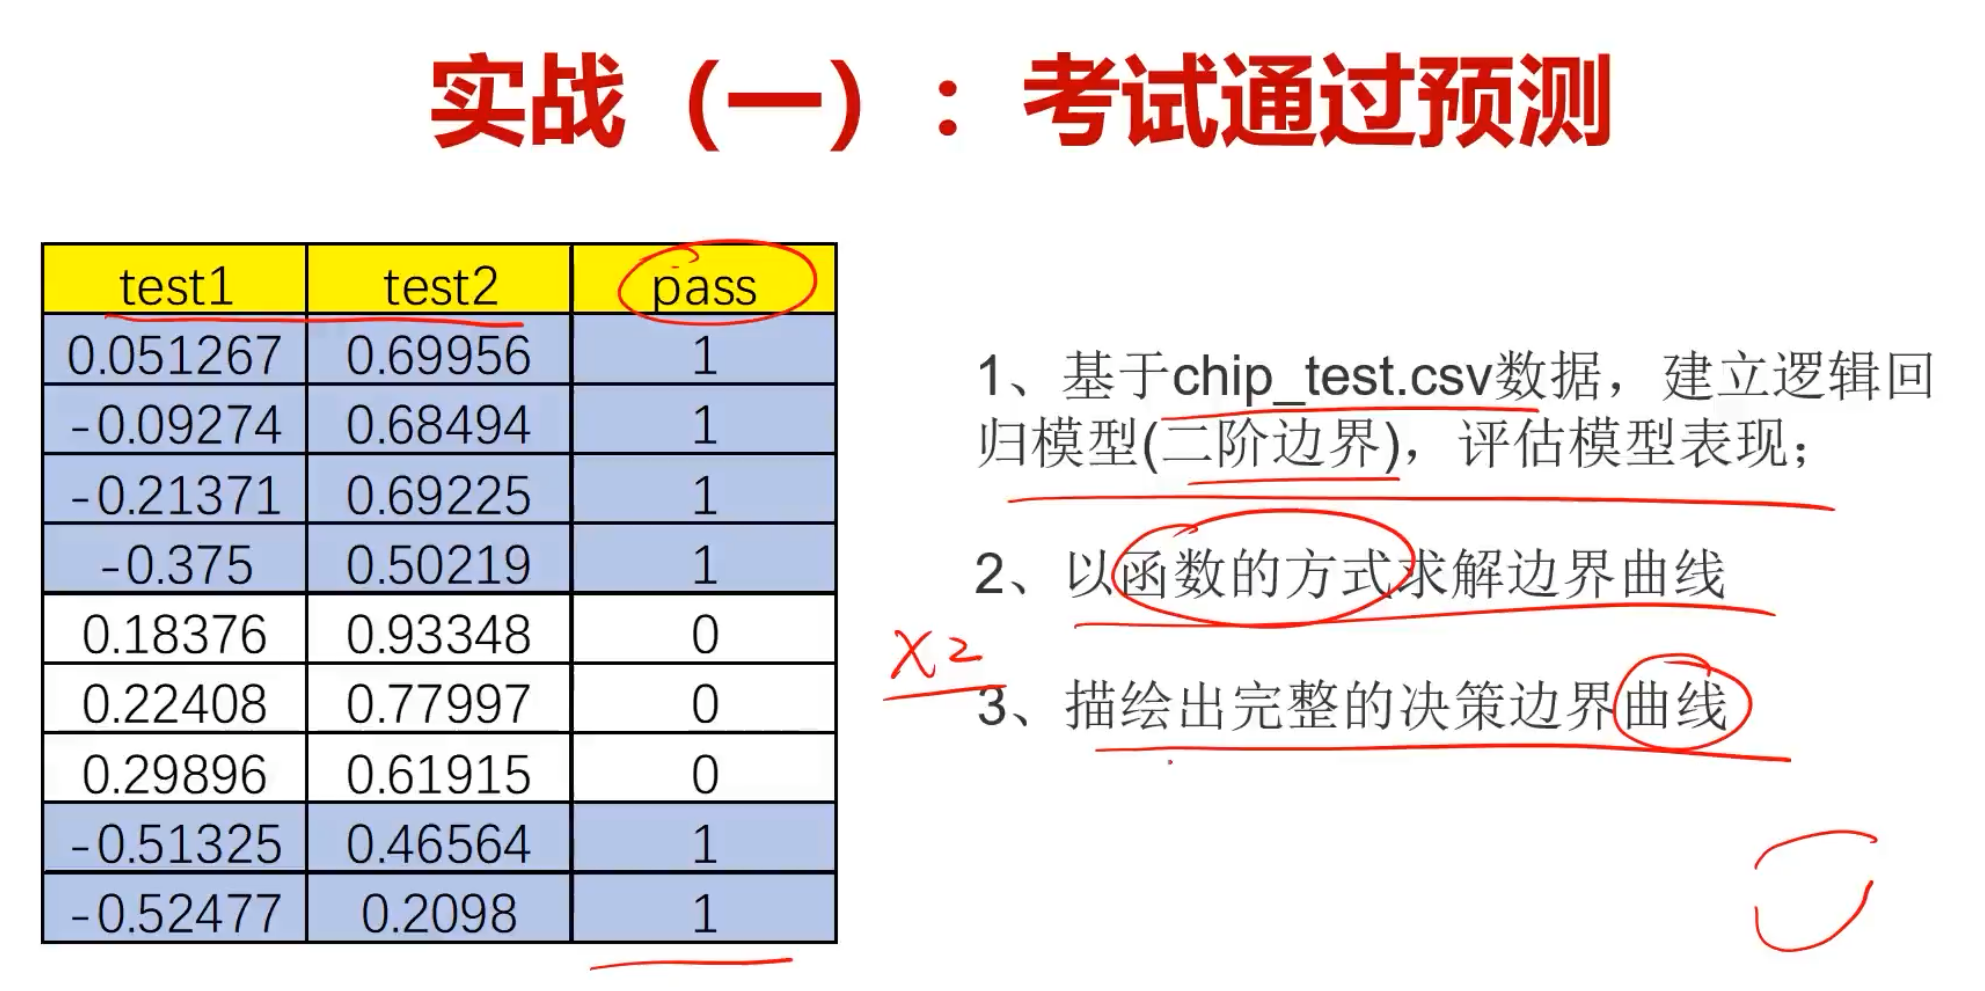 实战（一）：考试通过预测
test1 test2 pass
0.051267 0.69956 1
-0.09274 0.68494 1
-0.21371 0.69225 1
-0.375 0.50219 1
0.18376 0.93348 0
0.22408 0.77997 0
0.29896 0.61915 0
-0.51325 0.46564 1
-0.52477 0.2098 1
1、基于chip_test.csv数据，建立逻辑回
归模型(二阶边界)，评估模型表现；
2、以函数的方式求解边界曲线
X2
3、描绘出完整的决策边界曲线